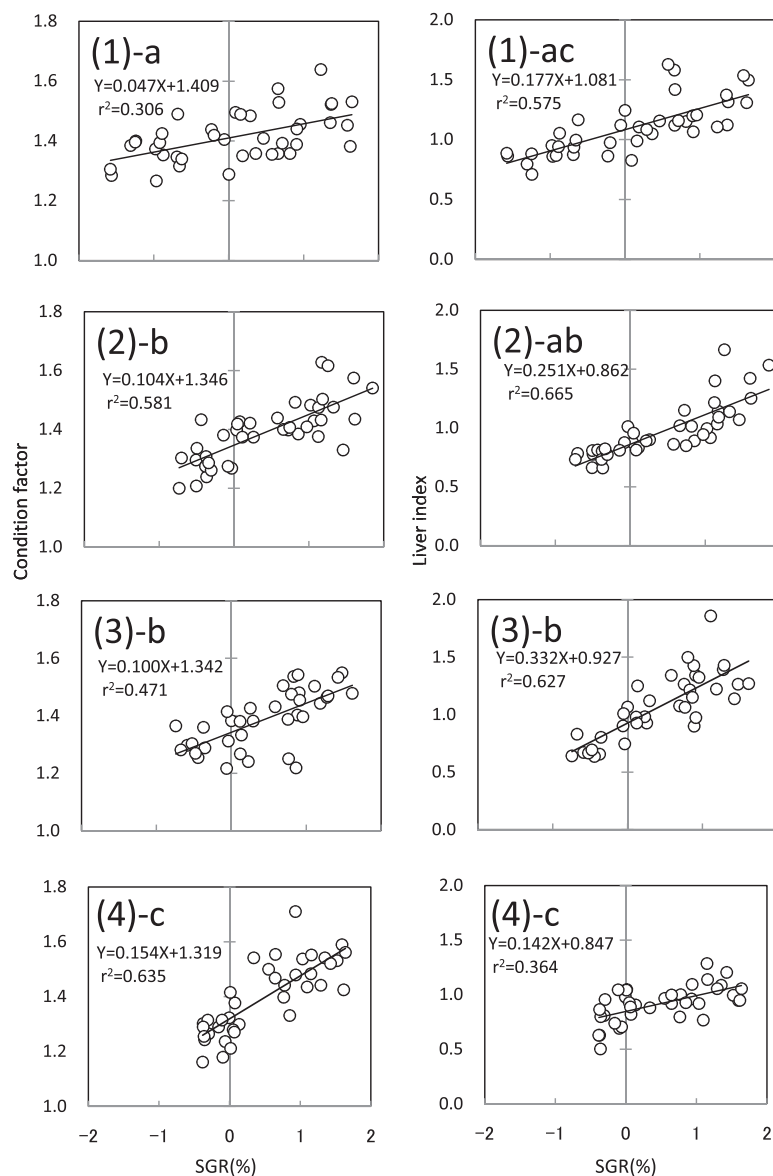 1.8
1.6
1.4
1.2
1.0
(1)-a
Y=0.047X+1.409
r²=0.306
2.0
1.5
1.0
0.5
0.0
(1)-ac
Y=0.177X+1.081
r²=0.575
1.8
1.6
1.4
1.2
1.0
(2)-b
Y=0.104X+1.346
r²=0.581
2.0
1.5
1.0
0.5
0.0
(2)-ab
Y=0.251X+0.862
r²=0.665
Condition factor
Liver index
1.8
1.6
1.4
1.2
1.0
(3)-b
Y=0.100X+1.342
r²=0.471
2.0
1.5
1.0
0.5
0.0
(3)-b
Y=0.332X+0.927
r²=0.627
1.8
1.6
1.4
1.2
1.0
(4)-c
Y=0.154X+1.319
r²=0.635
−2 −1 0 1 2
SGR(%)
2.0
1.5
1.0
0.5
0.0
(4)-c
Y=0.142X+0.847
r²=0.364
−2 −1 0 1 2
SGR(%)